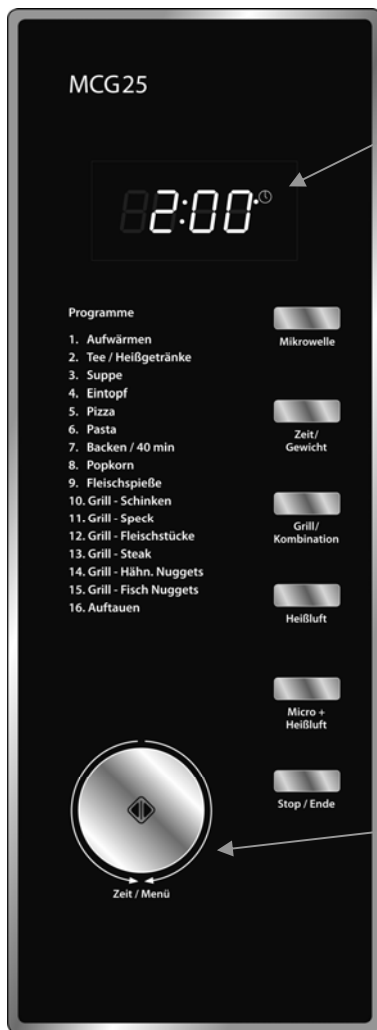 MCG25
2:00
Programme
1. Aufwärmen
2. Tee / Heißgetränke
3. Suppe
4. Eintopf
5. Pizza
6. Pasta
7. Backen / 40 min
8. Popkorn
9. Fleischspieße
10. Grill - Schinken
11. Grill - Speck
12. Grill - Fleischstücke
13. Grill - Steak
14. Grill - Hähn. Nuggets
15. Grill - Fisch Nuggets
16. Auftauen
Mikrowelle
Zeit/
Gewicht
Grill/
Kombination
Heißluft
Micro +
Heißluft
Stop / Ende
Zeit / Menü